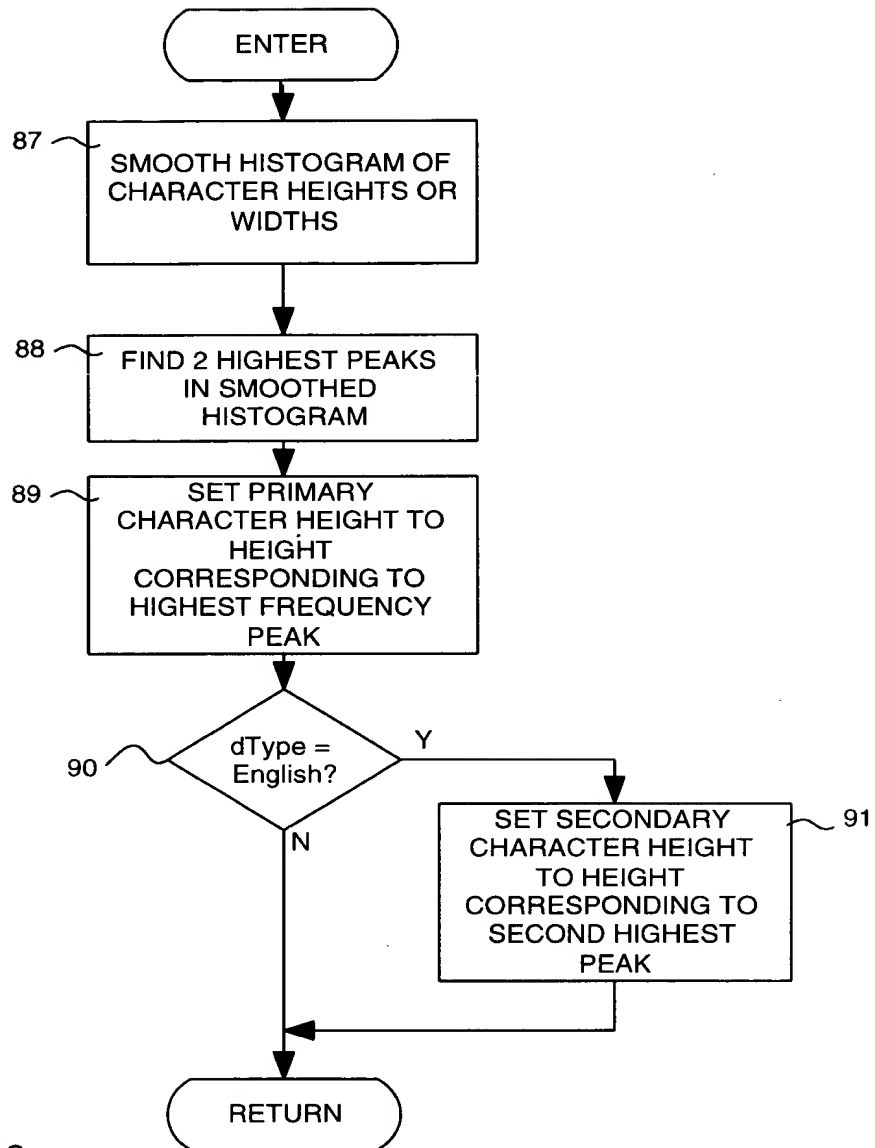 ENTER
87
SMOOTH HISTOGRAM OF
CHARACTER HEIGHTS OR
WIDTHS
88
FIND 2 HIGHEST PEAKS
IN SMOOTHED
HISTOGRAM
89
SET PRIMARY
CHARACTER HEIGHT TO
HEIGHT
CORRESPONDING TO
HIGHEST FREQUENCY
PEAK
90
dType =
English?
Y
N
91
SET SECONDARY
CHARACTER HEIGHT
TO HEIGHT
CORRESPONDING TO
SECOND HIGHEST
PEAK
RETURN